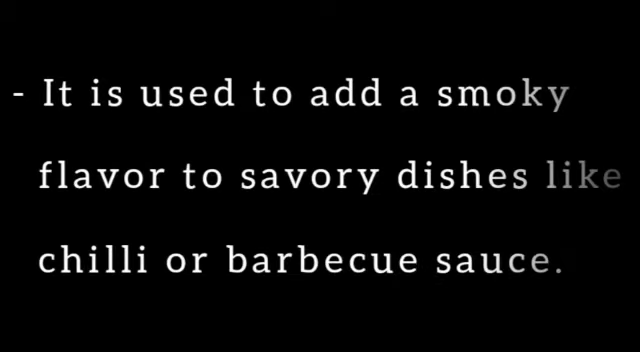 - It is used to add a smoky
flavor to savory dishes like
chilli or barbecue sauce.